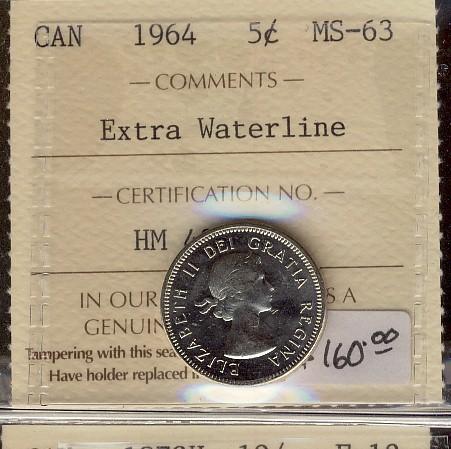 CAN 1964 5¢ MS-63
— COMMENTS —
Extra Waterline
— CERTIFICATION NO. —
HM
IN OUR S A
GENUIN
Tampering with this sea
Have holder replaced
160.00
ELIZABETH II DEI GRATIA REGINA